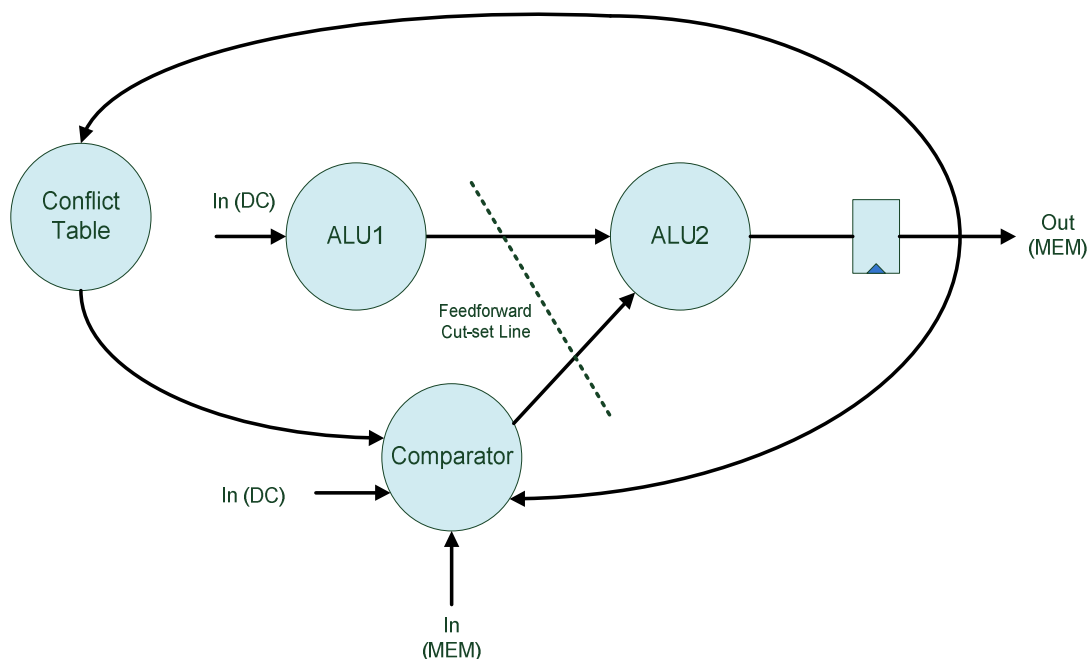 Conflict
Table
In (DC)
ALU1
ALU2
Out
(MEM)
Feedforward
Cut-set Line
Comparator
In (DC)
In
(MEM)